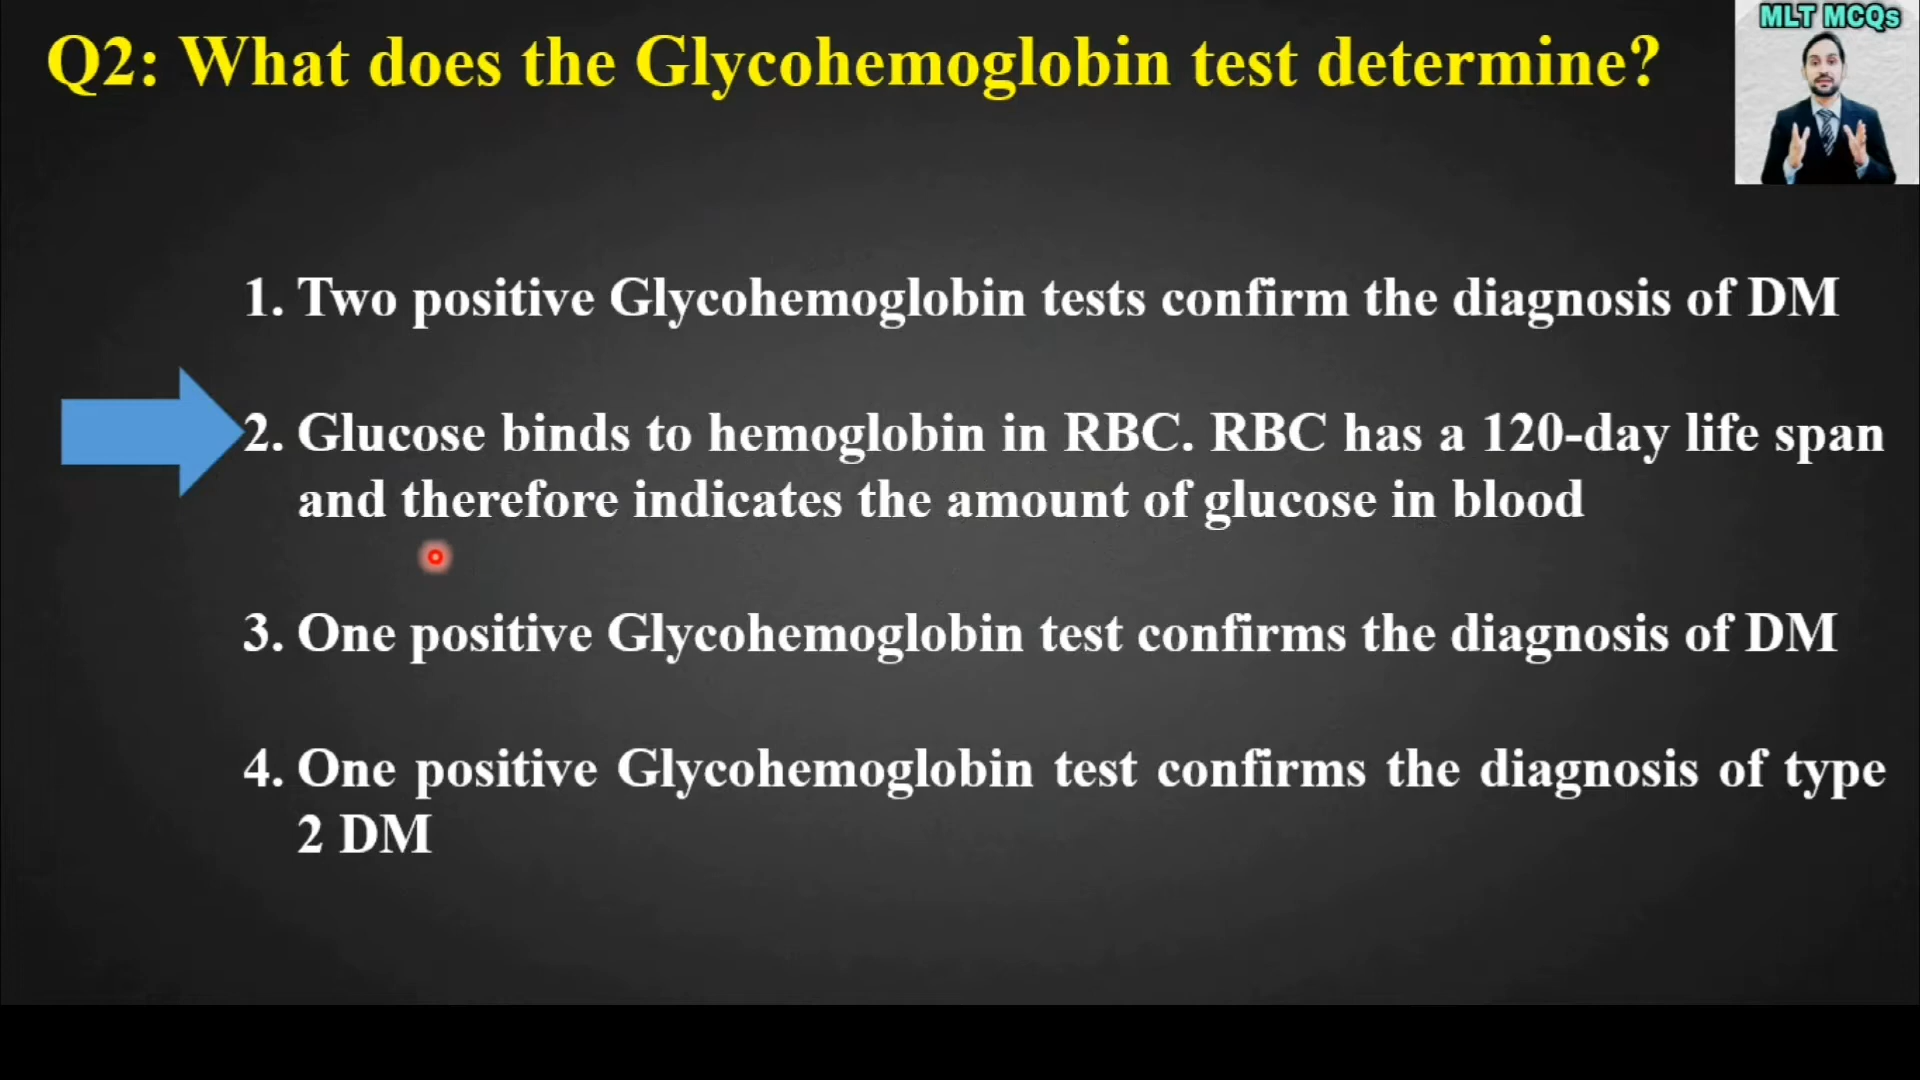 MLT MCQs
Q2: What does the Glycohemoglobin test determine?
1. Two positive Glycohemoglobin tests confirm the diagnosis of DM
2. Glucose binds to hemoglobin in RBC. RBC has a 120-day life span
and therefore indicates the amount of glucose in blood
3. One positive Glycohemoglobin test confirms the diagnosis of DM
4. One positive Glycohemoglobin test confirms the diagnosis of type
2 DM